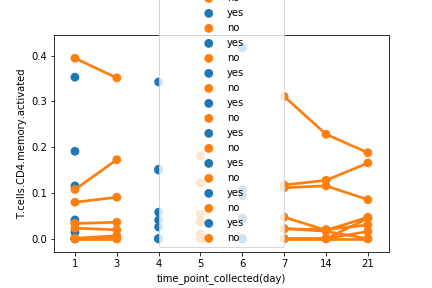 no
yes
no
yes
no
yes
no
yes
no
yes
no
yes
no
yes
no
yes
no
0.4
0.3
0.2
0.1
0.0
T.cells.CD4.memory.activated
1 3 4 5 6 7 14 21
time_point_collected(day)